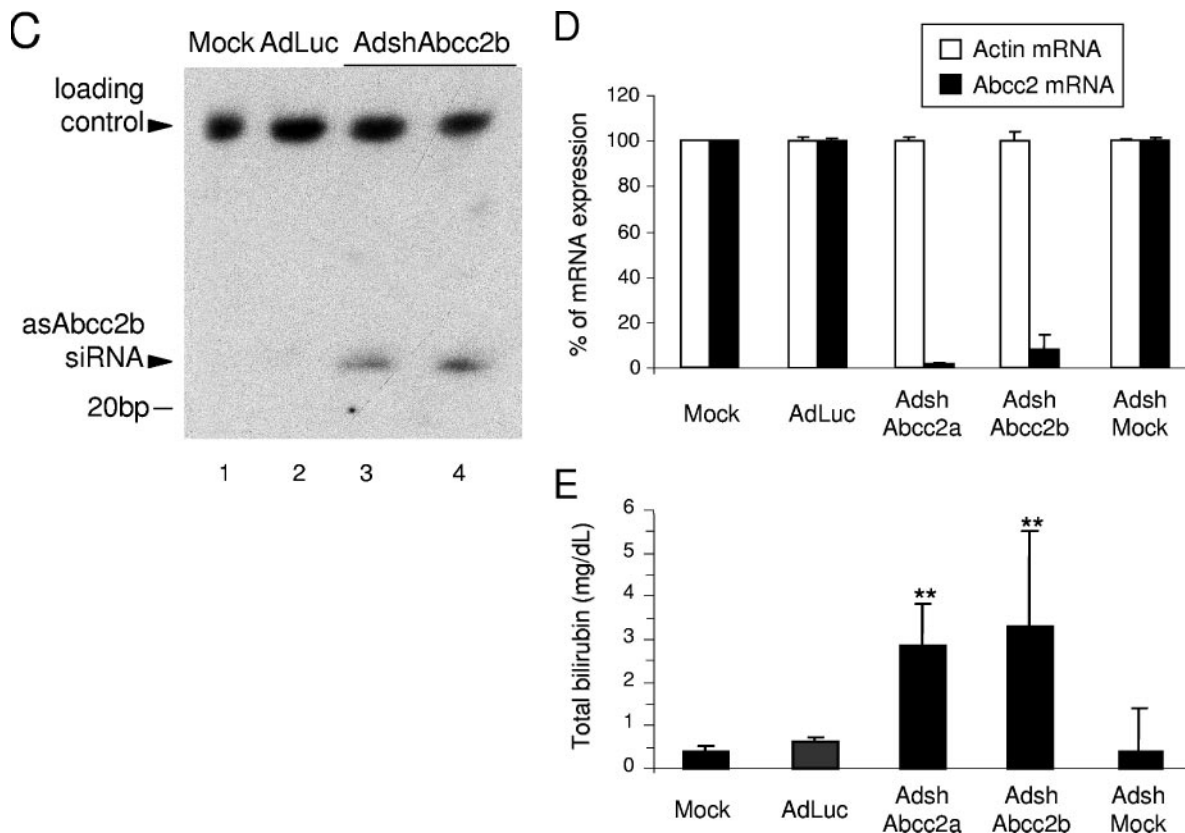 C
Mock AdLuc AdshAbcc2b
loading
control
asAbcc2b
siRNA
20bp
1 2 3 4
D
Actin mRNA
Abcc2 mRNA
% of mRNA expression
120
100
80
60
40
20
0
Mock
AdLuc
Adsh
Abcc2a
Adsh
Abcc2b
Adsh
Mock
E
Total bilirubin (mg/dL)
6
5
4
3
2
1
0
**
**
Mock
AdLuc
Adsh
Abcc2a
Adsh
Abcc2b
Adsh
Mock